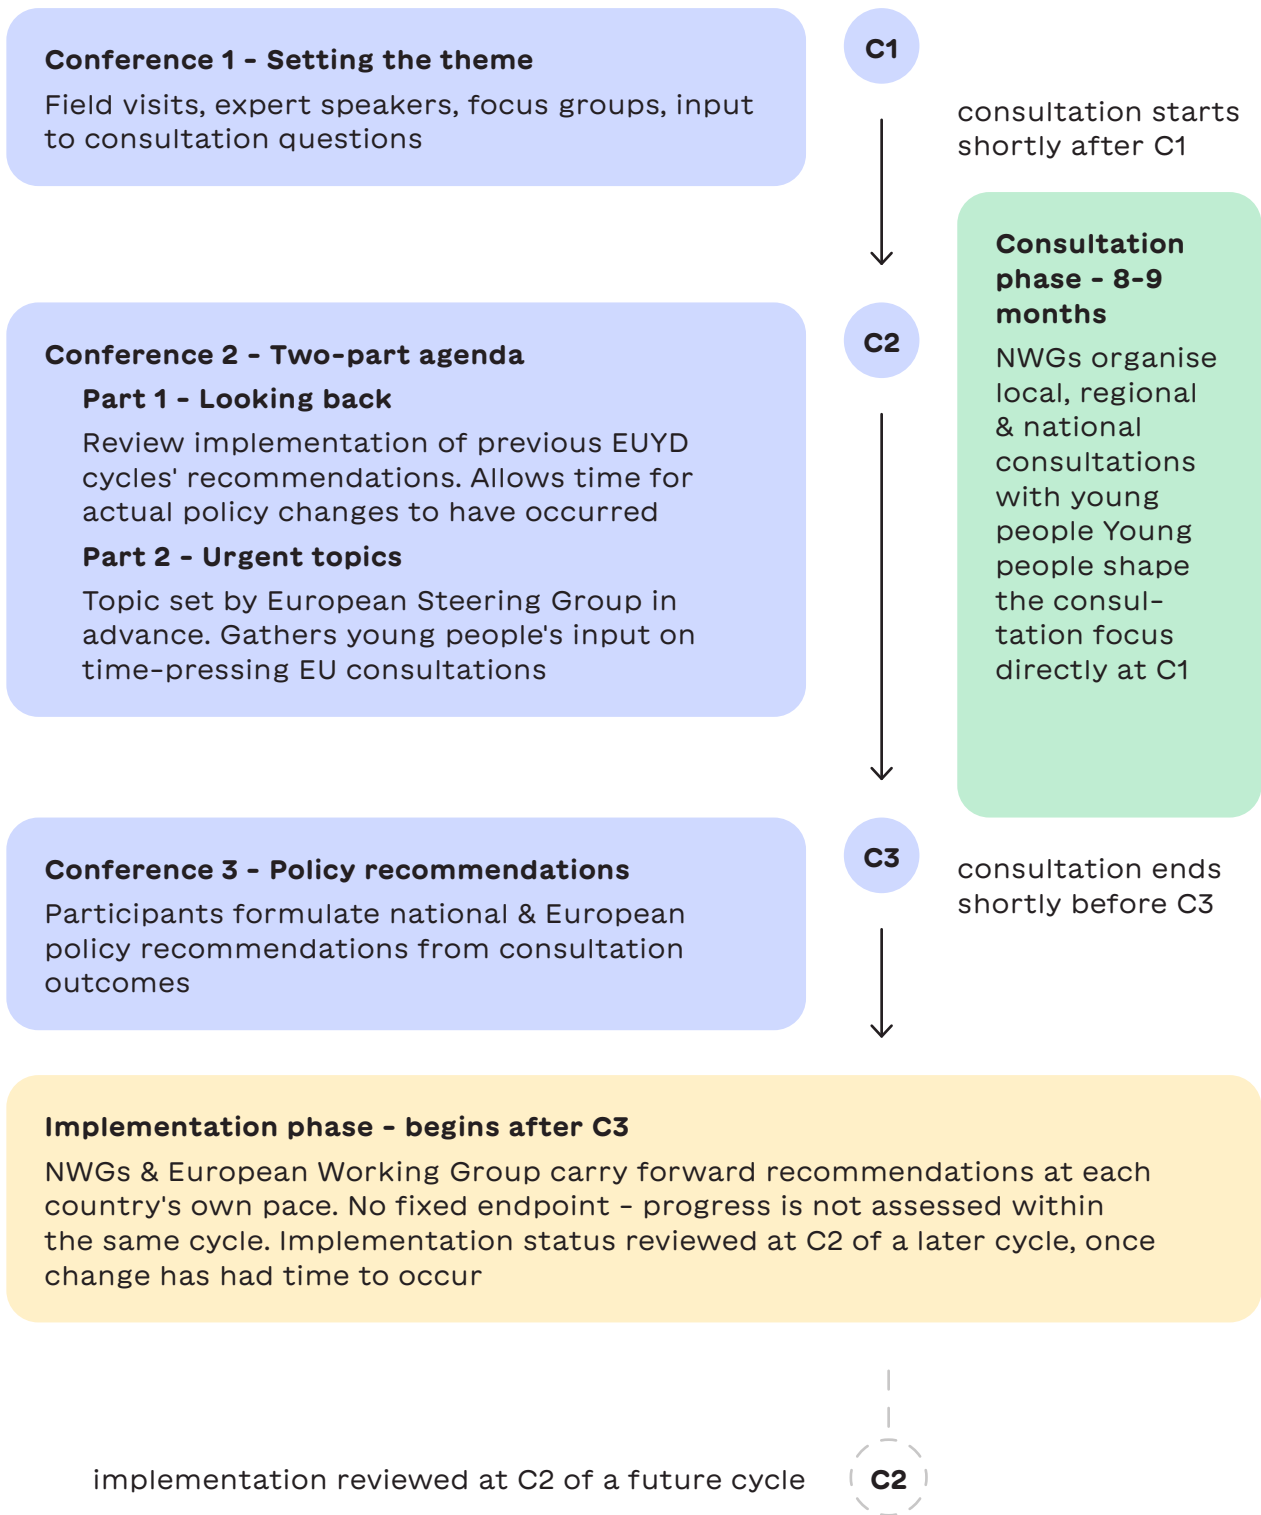 Conference 1 - Setting the theme
Field visits, expert speakers, focus groups, input
to consultation questions
C1
consultation starts
shortly after C1
Consultation
phase - 8-9
months
NWGs organise
local, regional
& national
consultations
with young
people Young
people shape
the consul-
tation focus
directly at C1
Conference 2 - Two-part agenda
Part 1 - Looking back
Review implementation of previous EUYD
cycles' recommendations. Allows time for
actual policy changes to have occurred
Part 2 - Urgent topics
Topic set by European Steering Group in
advance. Gathers young people's input on
time-pressing EU consultations
C2
Conference 3 - Policy recommendations
Participants formulate national & European
policy recommendations from consultation
outcomes
C3
consultation ends
shortly before C3
Implementation phase - begins after C3
NWGs & European Working Group carry forward recommendations at each
country's own pace. No fixed endpoint - progress is not assessed within
the same cycle. Implementation status reviewed at C2 of a later cycle, once
change has had time to occur
implementation reviewed at C2 of a future cycle
C2